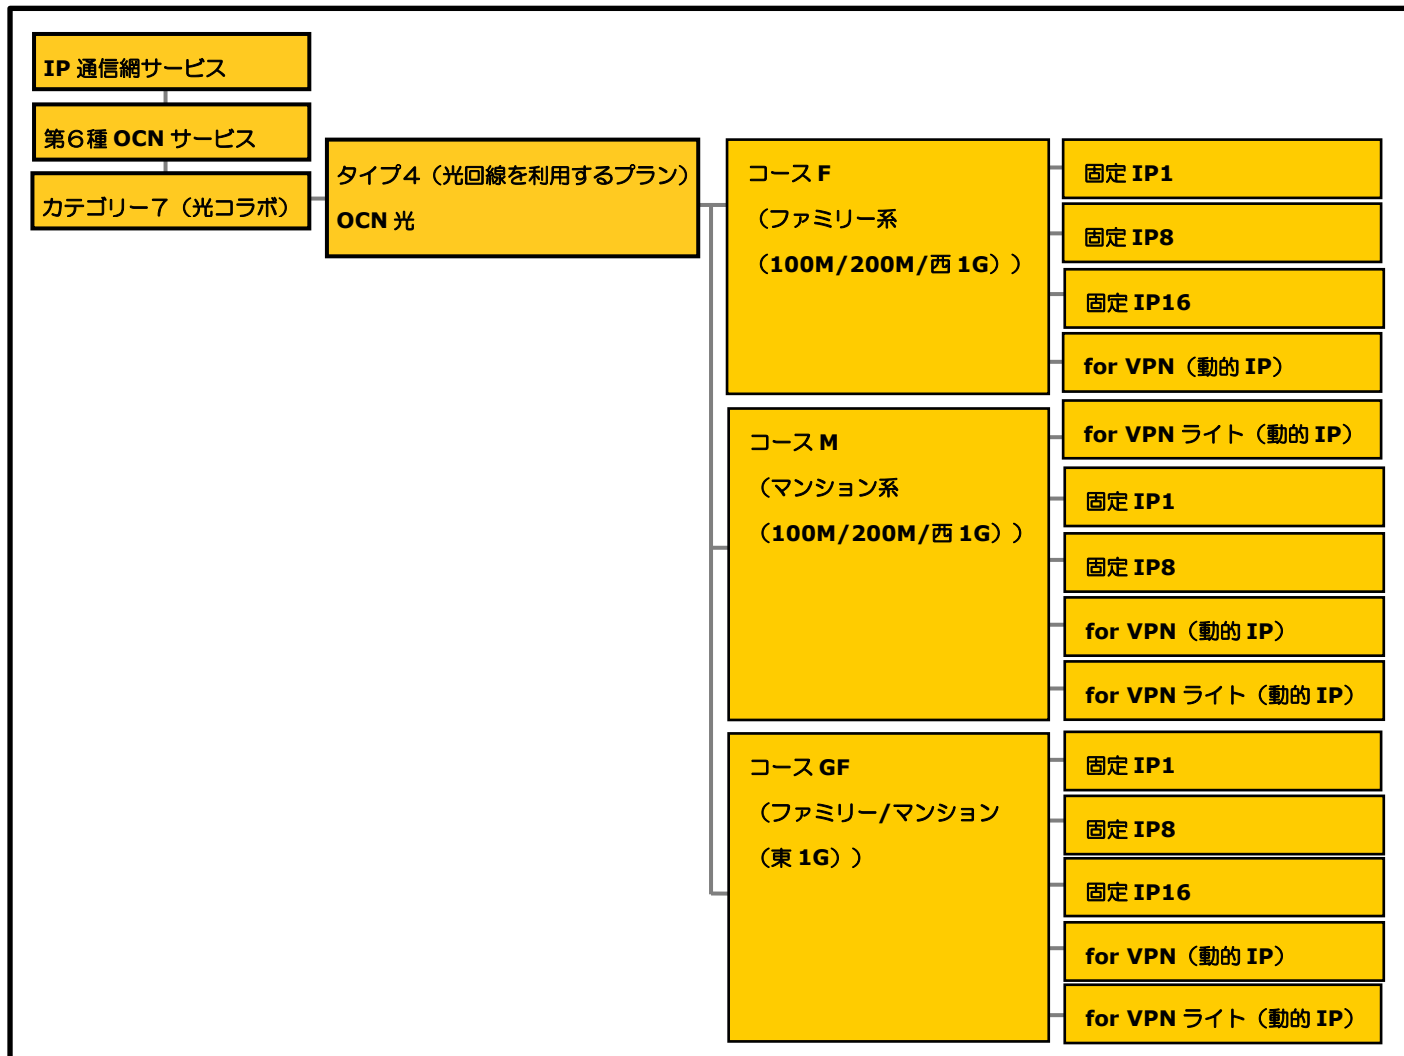 IP 通信網サービス
第６種 OCN サービス
カテゴリー７（光コラボ）
タイプ４（光回線を利用するプラン）
OCN 光
コース F
（ファミリー系
（100M/200M/西 1G））
固定 IP1
固定 IP8
固定 IP16
for VPN（動的 IP）
for VPN ライト（動的 IP）
コース M
（マンション系
（100M/200M/西 1G））
固定 IP1
固定 IP8
for VPN（動的 IP）
for VPN ライト（動的 IP）
コース GF
（ファミリー/マンション
（東 1G））
固定 IP1
固定 IP8
固定 IP16
for VPN（動的 IP）
for VPN ライト（動的 IP）